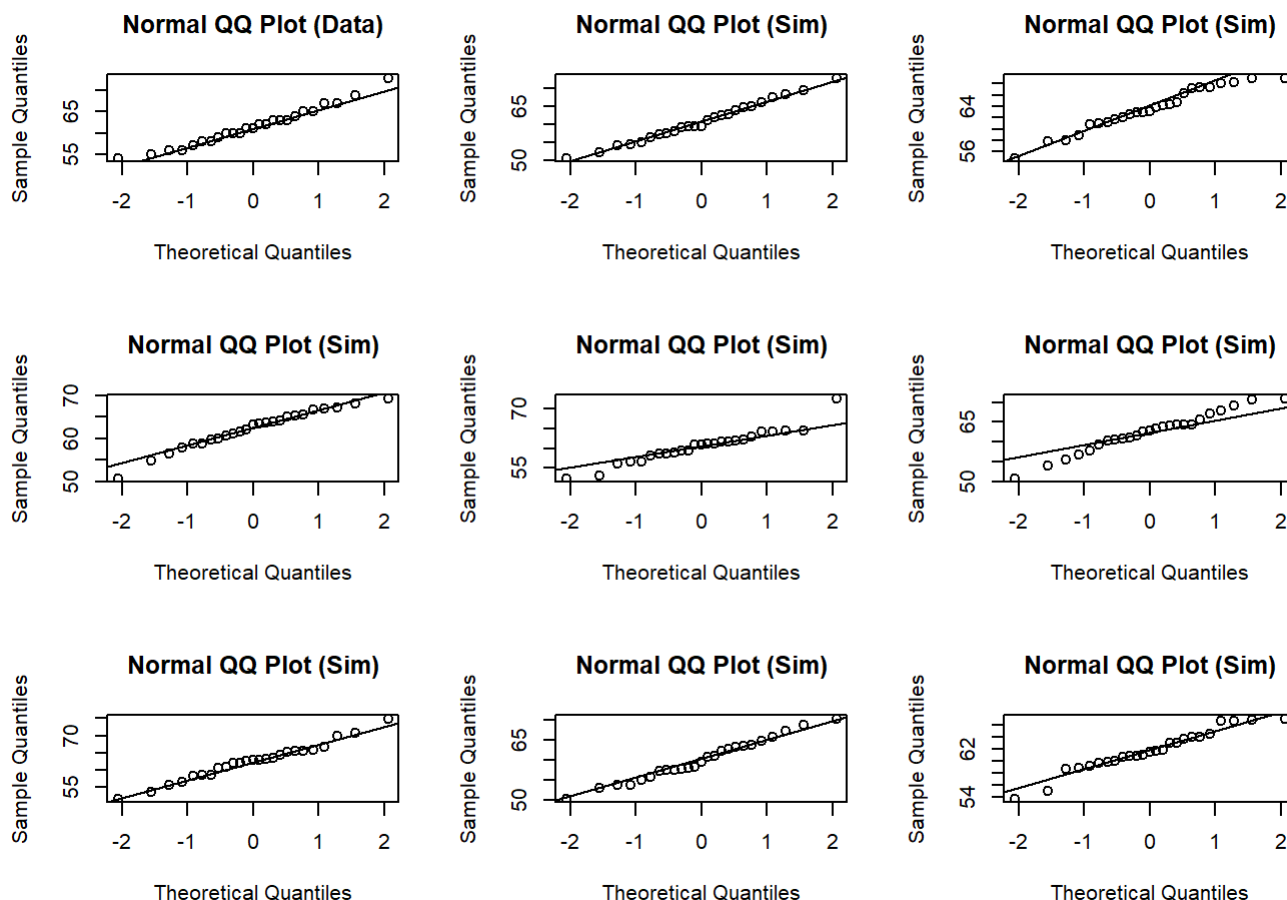 Normal QQ Plot (Data)
Sample Quantiles
65
55
-2 -1 0 1 2
Theoretical Quantiles
Normal QQ Plot (Sim)
Sample Quantiles
65
50
-2 -1 0 1 2
Theoretical Quantiles
Normal QQ Plot (Sim)
Sample Quantiles
64
56
-2 -1 0 1 2
Theoretical Quantiles
Normal QQ Plot (Sim)
Sample Quantiles
70
60
50
-2 -1 0 1 2
Theoretical Quantiles
Normal QQ Plot (Sim)
Sample Quantiles
70
55
-2 -1 0 1 2
Theoretical Quantiles
Normal QQ Plot (Sim)
Sample Quantiles
65
50
-2 -1 0 1 2
Theoretical Quantiles
Normal QQ Plot (Sim)
Sample Quantiles
70
55
-2 -1 0 1 2
Theoretical Quantiles
Normal QQ Plot (Sim)
Sample Quantiles
65
50
-2 -1 0 1 2
Theoretical Quantiles
Normal QQ Plot (Sim)
Sample Quantiles
62
54
-2 -1 0 1 2
Theoretical Quantiles